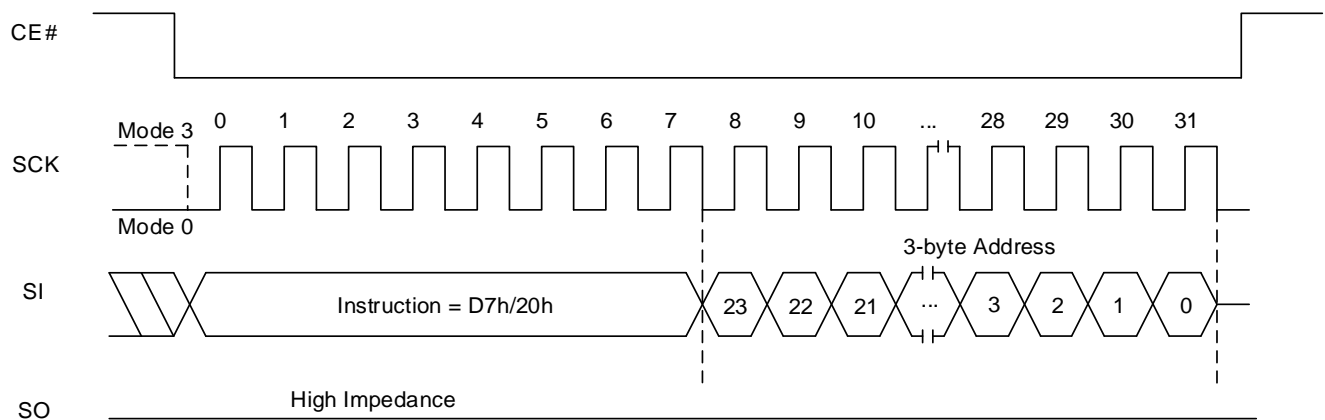 CE#
Mode 3 0 1 2 3 4 5 6 7 8 9 10 ... 28 29 30 31
SCK
Mode 0
3-byte Address
SI Instruction = D7h/20h 23 22 21 ... 3 2 1 0
High Impedance
SO